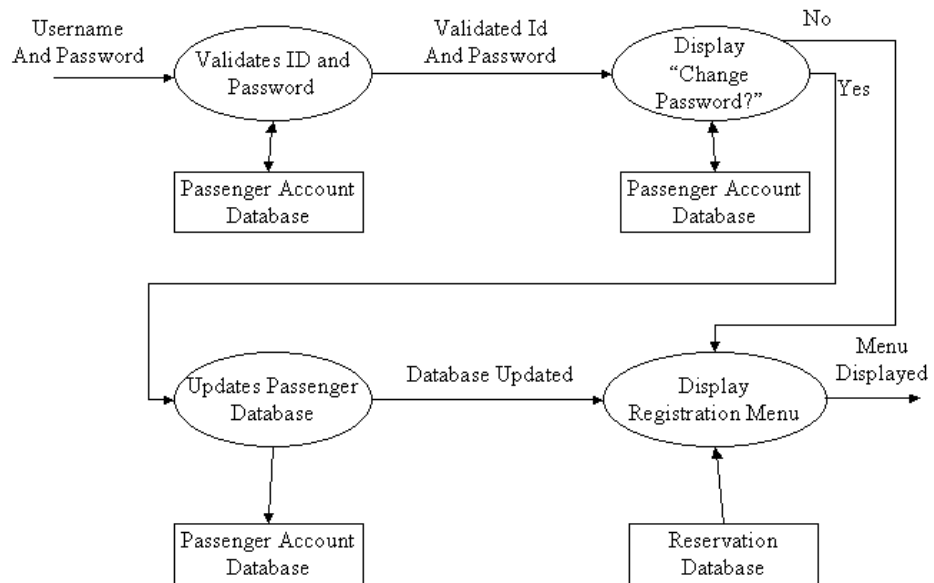 Username
And Password
Validates ID and
Password
Validated Id
And Password
Display
“Change
Password?”
No
Yes
Passenger Account
Database
Passenger Account
Database
Updates Passenger
Database
Database Updated
Display
Registration Menu
Menu
Displayed
Passenger Account
Database
Reservation
Database